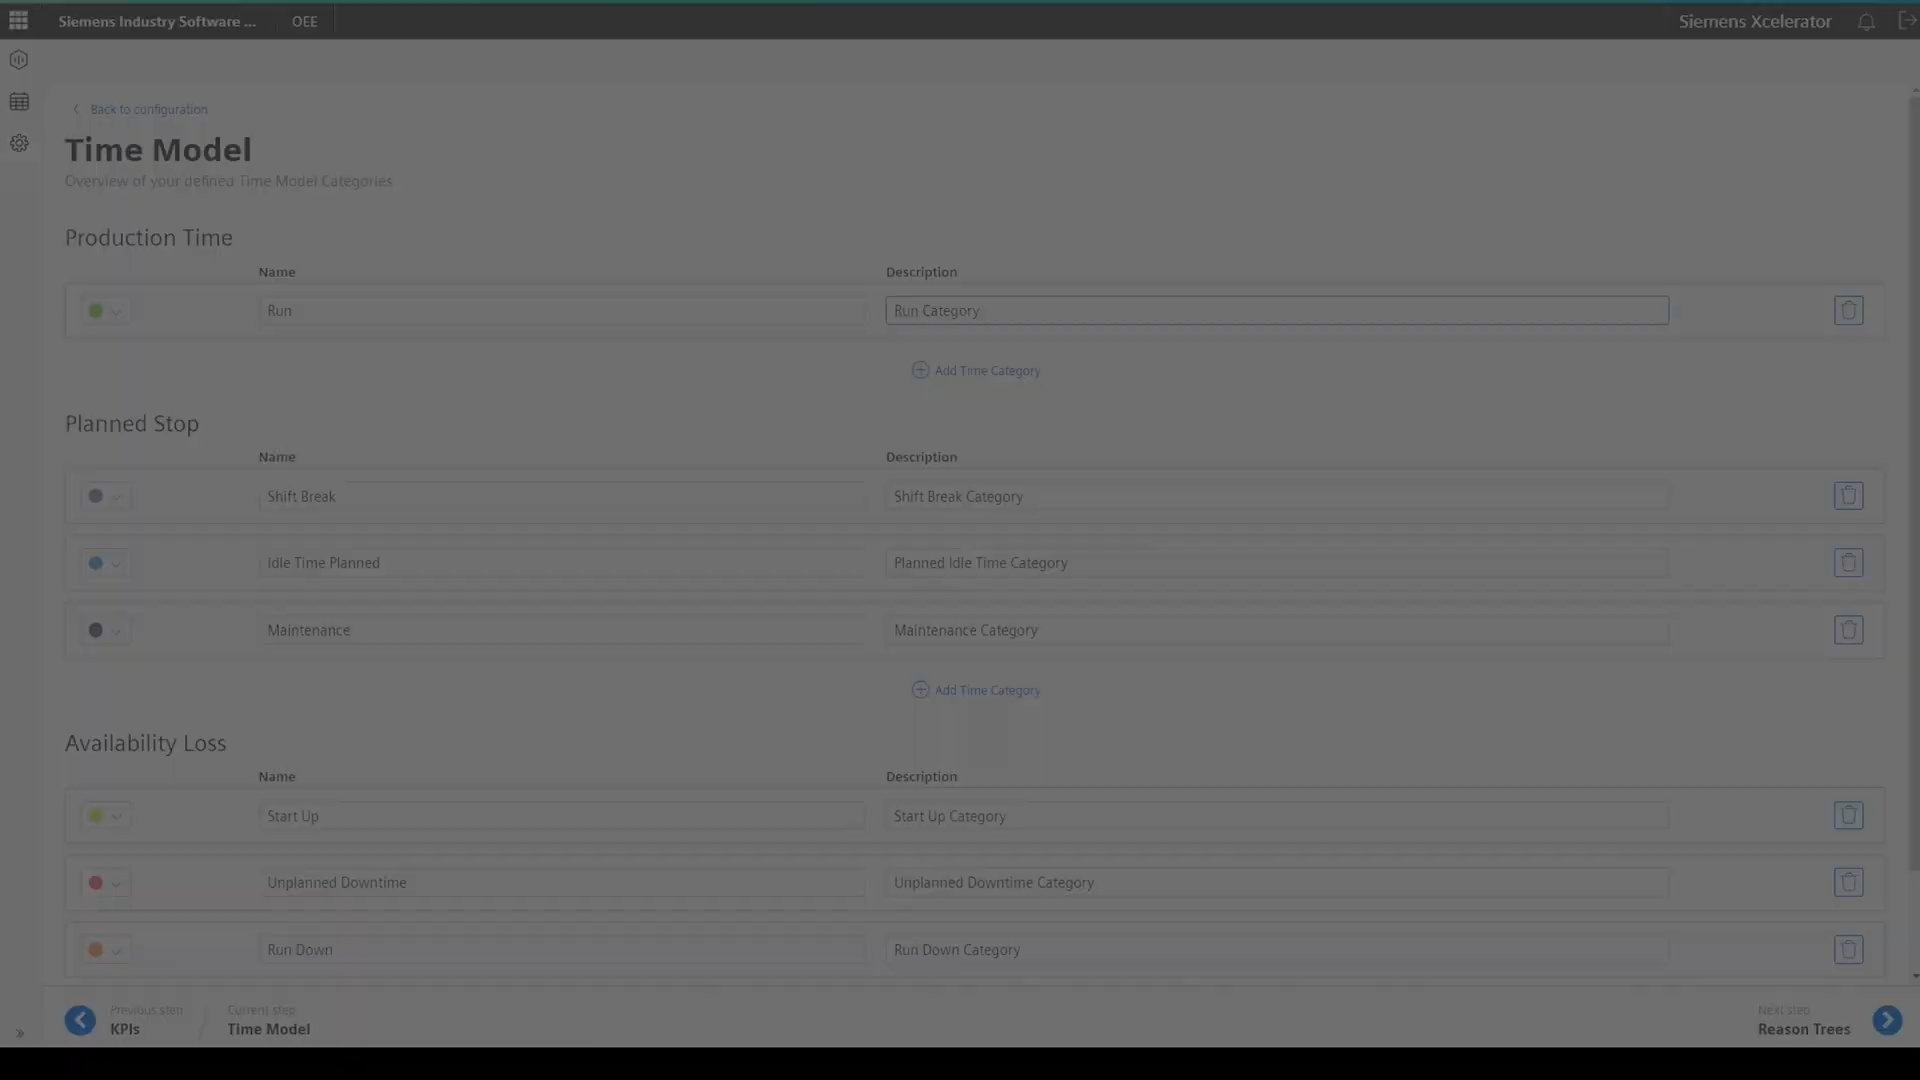 Siemens Industry Software ... OEE Siemens Xcelerator
Back to configuration
Time Model
Overview of your defined Time Model Categories
Production Time
Name Description
Run Run Category
Add Time Category
Planned Stop
Name Description
Shift Break Shift Break Category
Idle Time Planned Planned Idle Time Category
Maintenance Maintenance Category
Add Time Category
Availability Loss
Name Description
Start Up Start Up Category
Unplanned Downtime Unplanned Downtime Category
Run Down Run Down Category
Previous step Current step Next step
KPIs Time Model Reason Trees